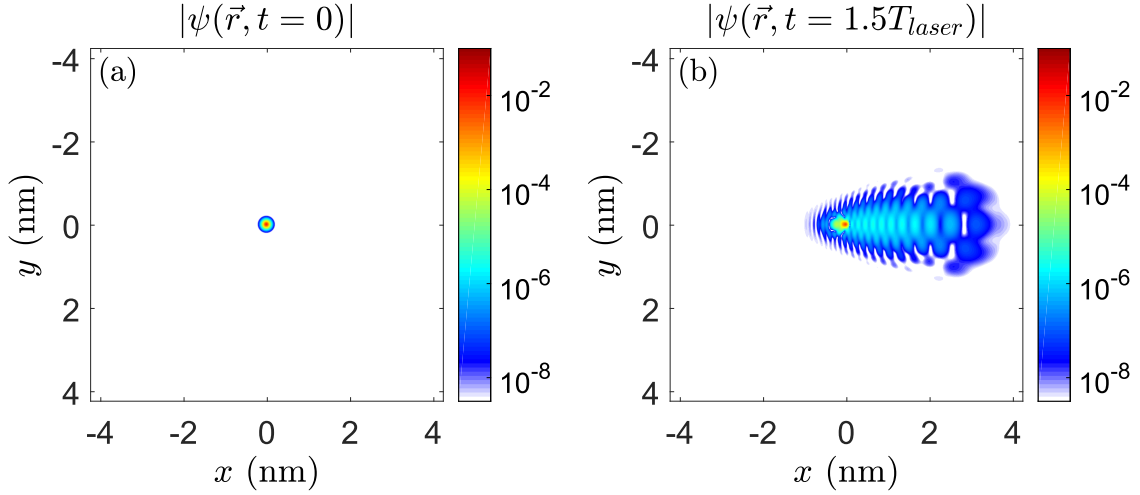 |ψ(r⃗, t = 0)|
(a)
-4
-2
0
2
4
y (nm)
-4 -2 0 2 4
x (nm)
10^-2
10^-4
10^-6
10^-8
|ψ(r⃗, t = 1.5T_laser)|
(b)
-4
-2
0
2
4
y (nm)
-4 -2 0 2 4
x (nm)
10^-2
10^-4
10^-6
10^-8